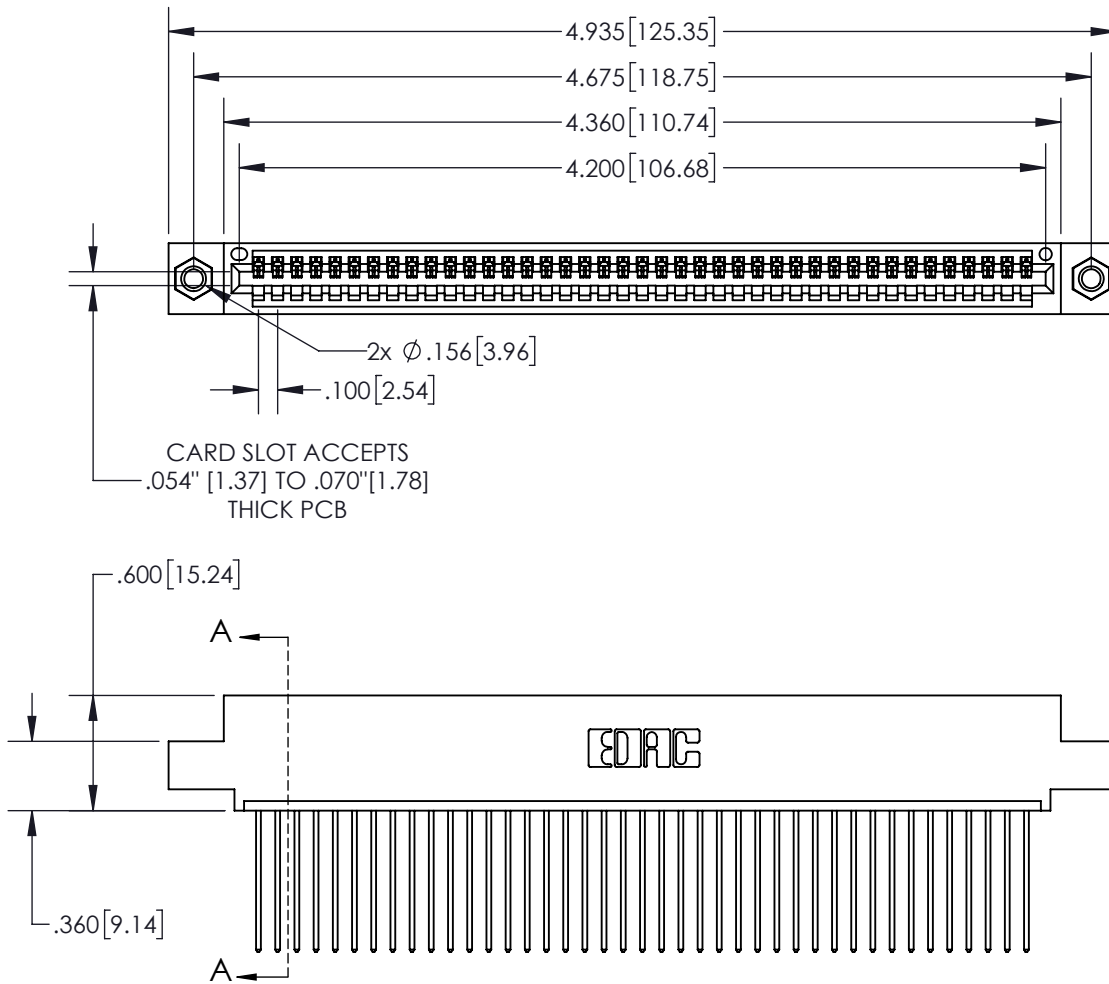 4.935[125.35]
4.675[118.75]
4.360[110.74]
4.200[106.68]
2x Ø.156[3.96]
.100[2.54]
CARD SLOT ACCEPTS
.054" [1.37] TO .070"[1.78]
THICK PCB
.600[15.24]
A
EDAC
.360[9.14]
A